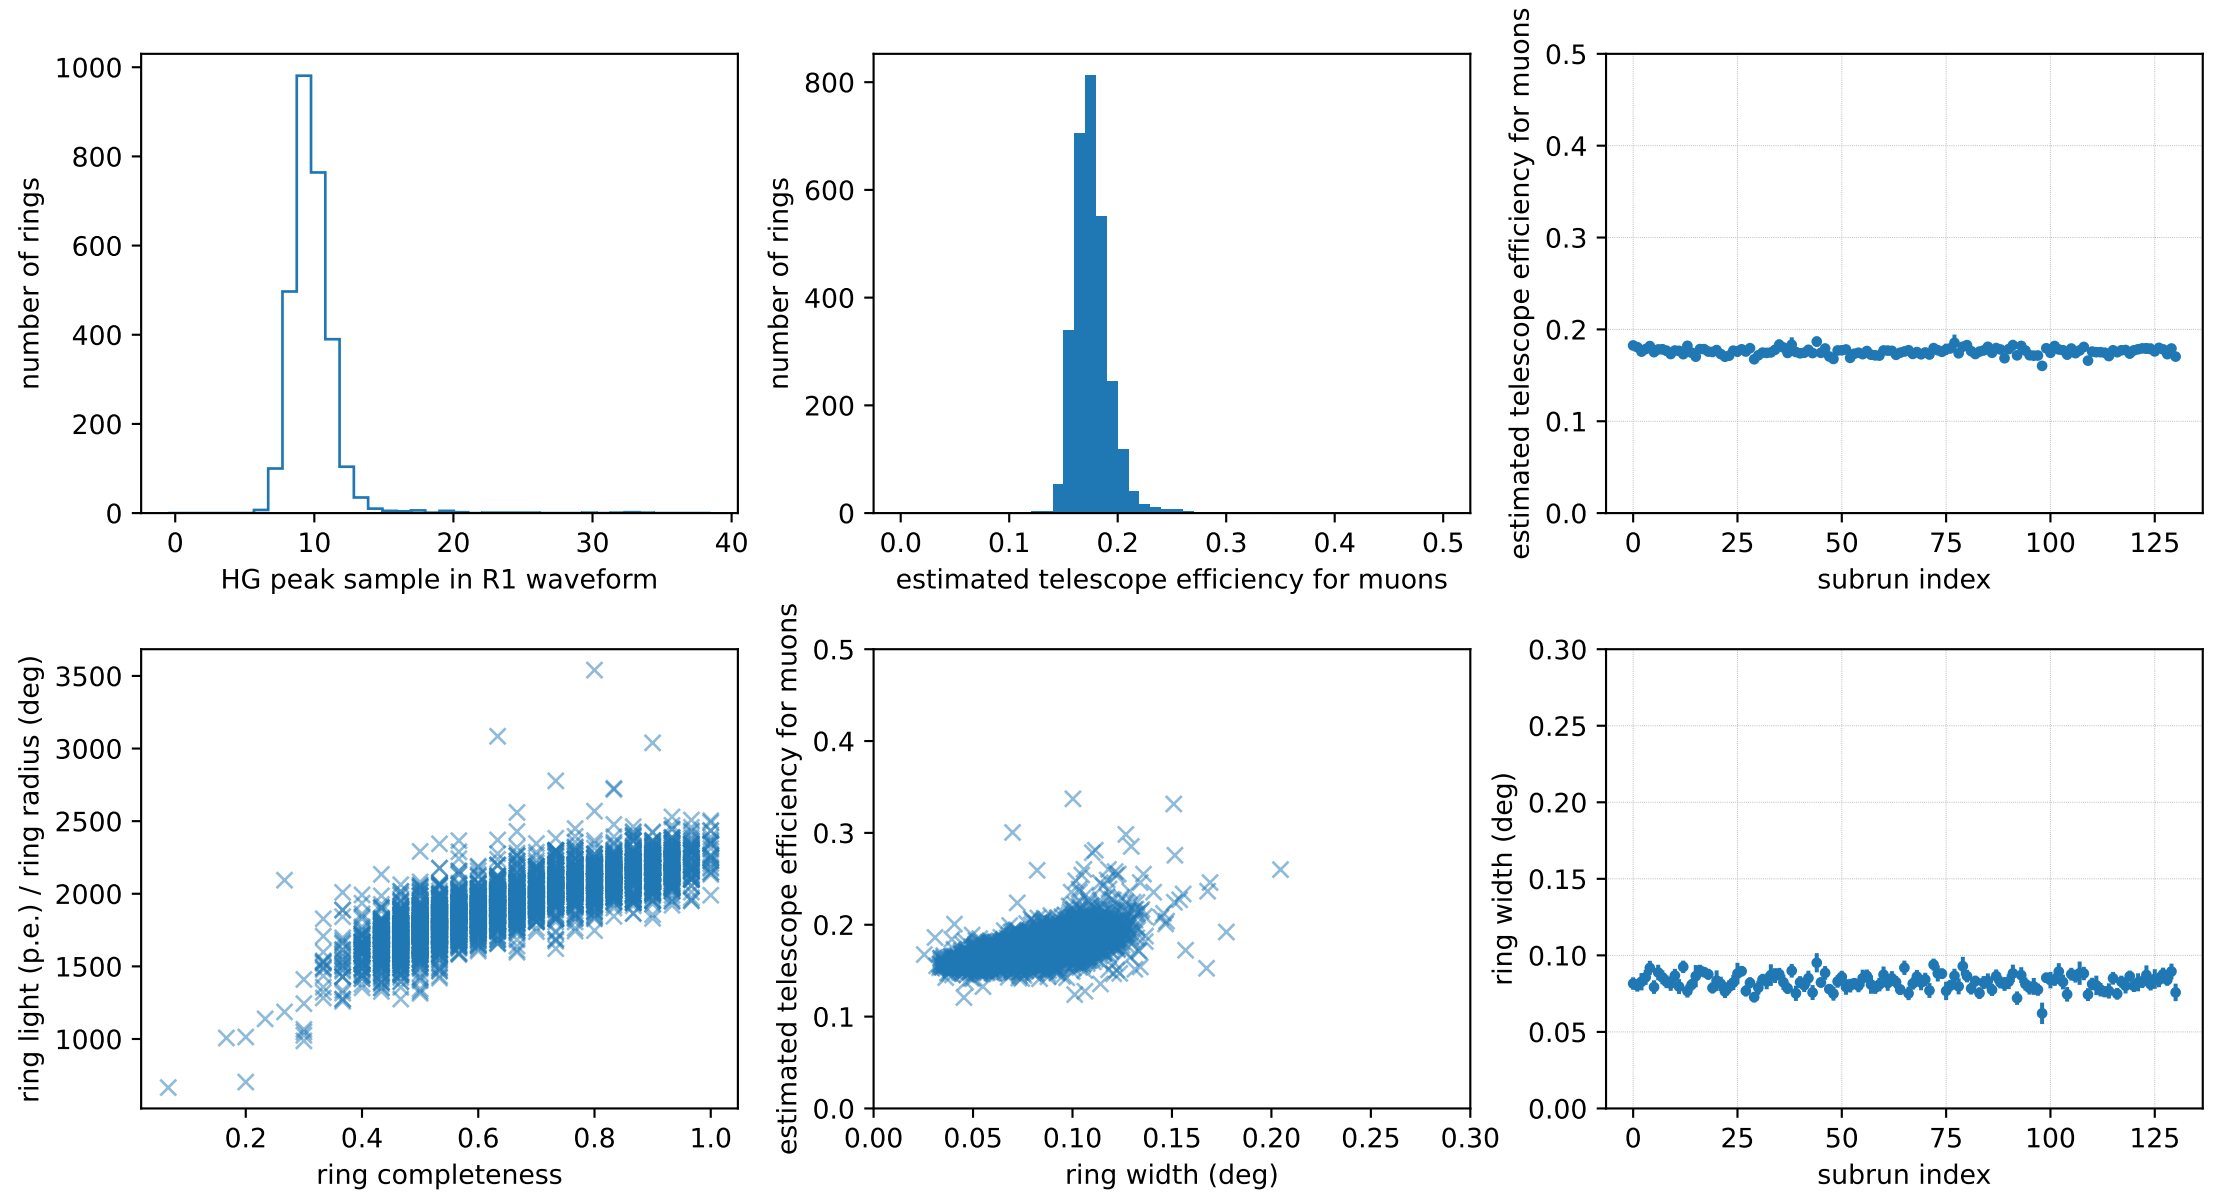 1000
800
600
400
200
0
number of rings
0 10 20 30 40
HG peak sample in R1 waveform
800
600
400
200
0
number of rings
0.0 0.1 0.2 0.3 0.4 0.5
estimated telescope efficiency for muons
0.5
0.4
0.3
0.2
0.1
0.0
estimated telescope efficiency for muons
0 25 50 75 100 125
subrun index
3500
3000
2500
2000
1500
1000
ring light (p.e.) / ring radius (deg)
0.2 0.4 0.6 0.8 1.0
ring completeness
0.5
0.4
0.3
0.2
0.1
0.0
estimated telescope efficiency for muons
0.00 0.05 0.10 0.15 0.20 0.25 0.30
ring width (deg)
0.30
0.25
0.20
0.15
0.10
0.05
0.00
ring width (deg)
0 25 50 75 100 125
subrun index